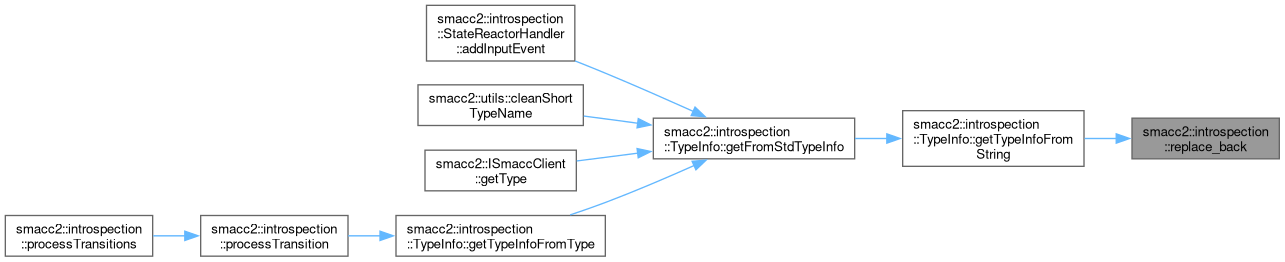 smacc2::introspection
::StateReactorHandler
::addInputEvent
smacc2::utils::cleanShort
TypeName
smacc2::introspection
::TypeInfo::getFromStdTypeInfo
smacc2::introspection
::TypeInfo::getTypeInfoFrom
String
smacc2::introspection
::replace_back
smacc2::ISmaccClient
::getType
smacc2::introspection
::processTransitions
smacc2::introspection
::processTransition
smacc2::introspection
::TypeInfo::getTypeInfoFromType